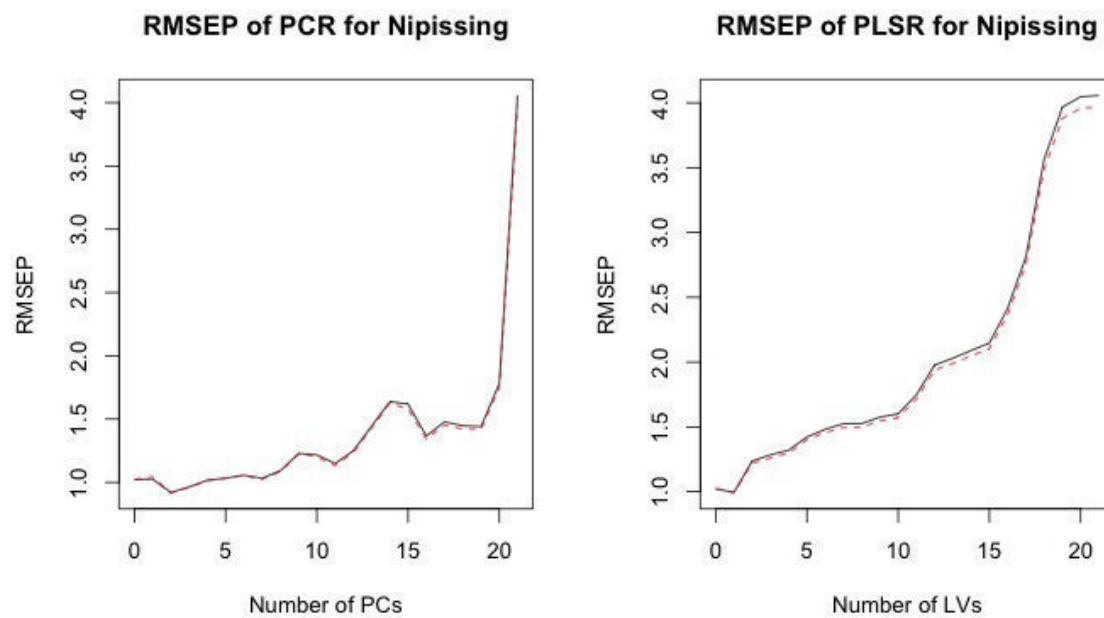 RMSEP of PCR for Nipissing
RMSEP
4.0
3.5
3.0
2.5
2.0
1.5
1.0
0 5 10 15 20
Number of PCs
RMSEP of PLSR for Nipissing
RMSEP
4.0
3.5
3.0
2.5
2.0
1.5
1.0
0 5 10 15 20
Number of LVs